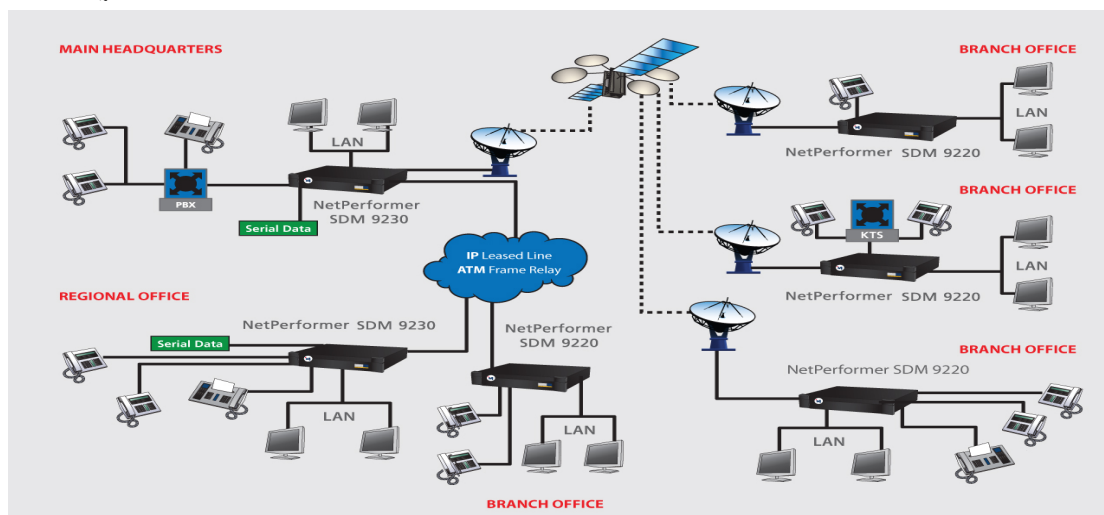 MAIN HEADQUARTERS
LAN
PBX
NetPerformer
SDM 9230
Serial Data
IP Leased Line
ATM Frame Relay
REGIONAL OFFICE
NetPerformer SDM 9230
Serial Data
LAN
NetPerformer
SDM 9220
LAN
BRANCH OFFICE
BRANCH OFFICE
LAN
NetPerformer SDM 9220
BRANCH OFFICE
KTS
LAN
NetPerformer SDM 9220
BRANCH OFFICE
NetPerformer SDM 9220
LAN